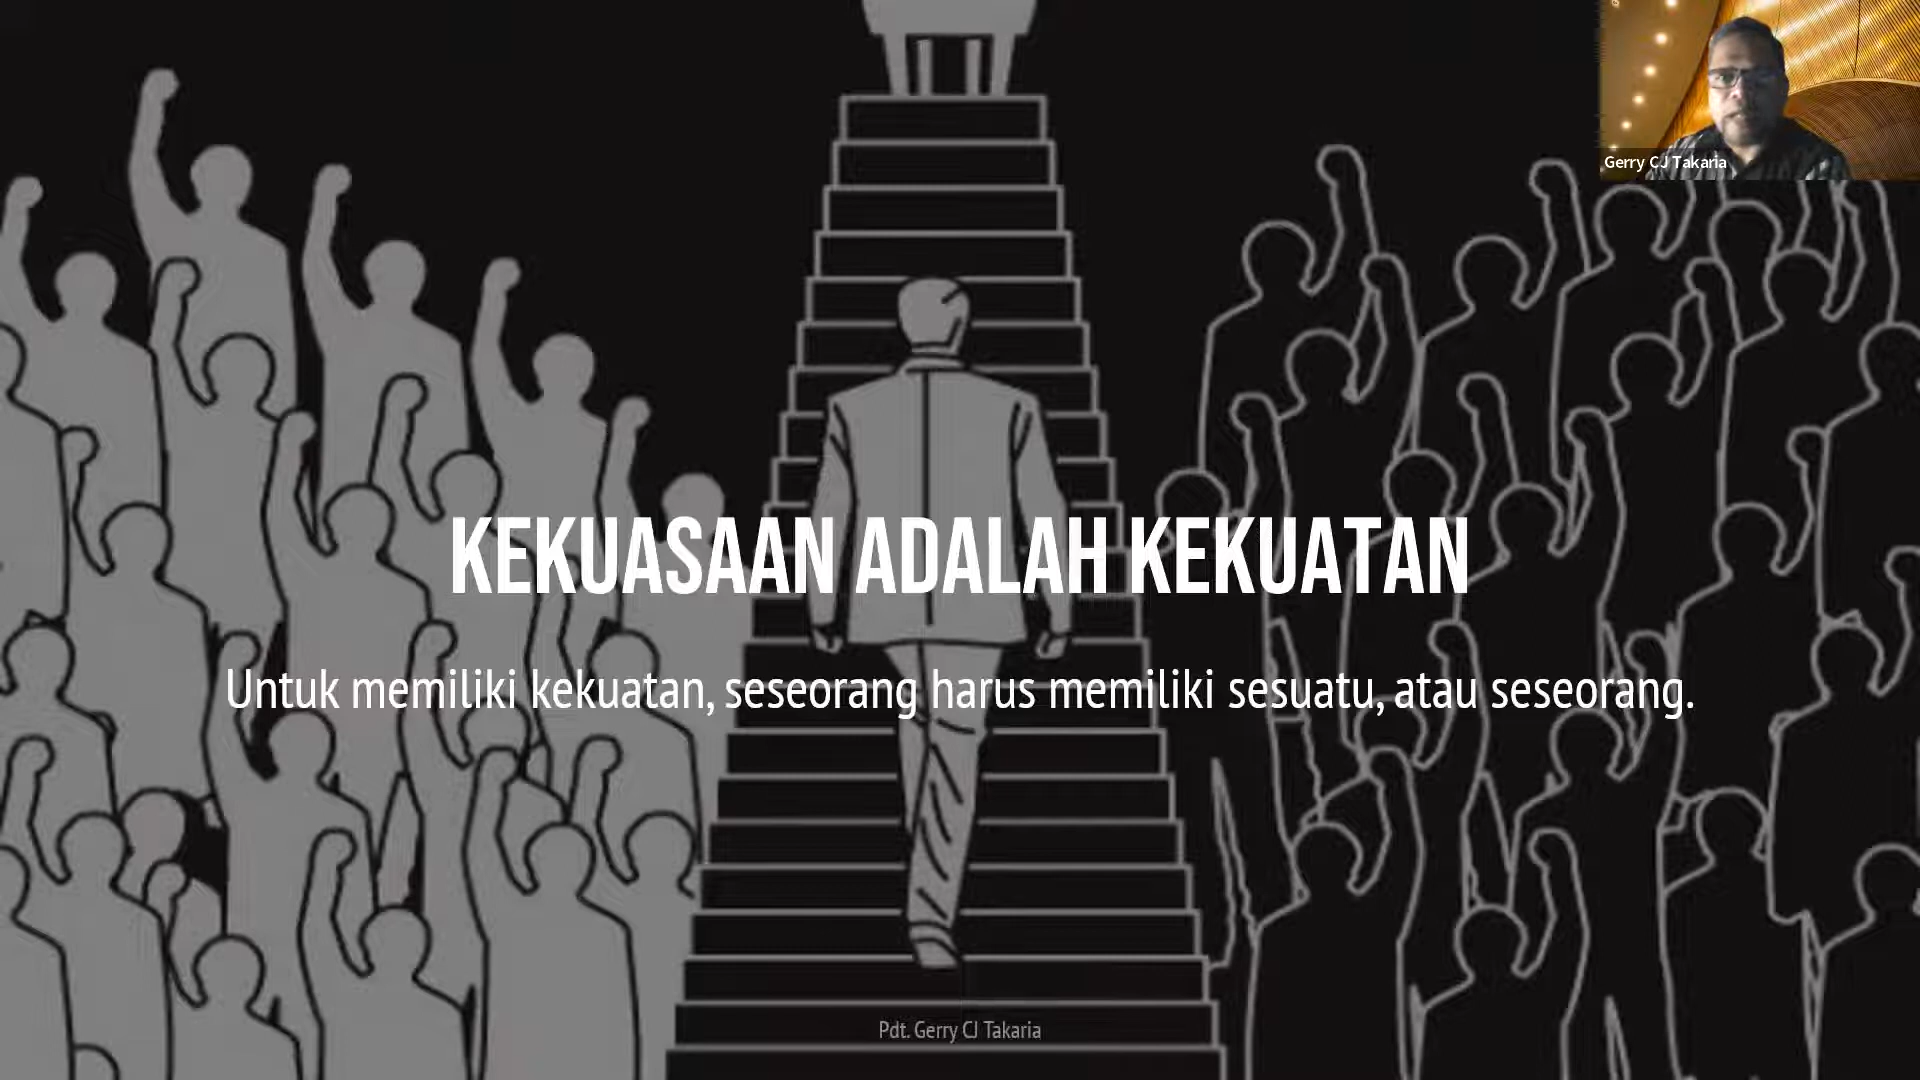 Gerry CJ Takaria
KEKUASAAN ADALAH KEKUATAN
Untuk memiliki kekuatan, seseorang harus memiliki sesuatu, atau seseorang.
Pdt. Gerry CJ Takaria